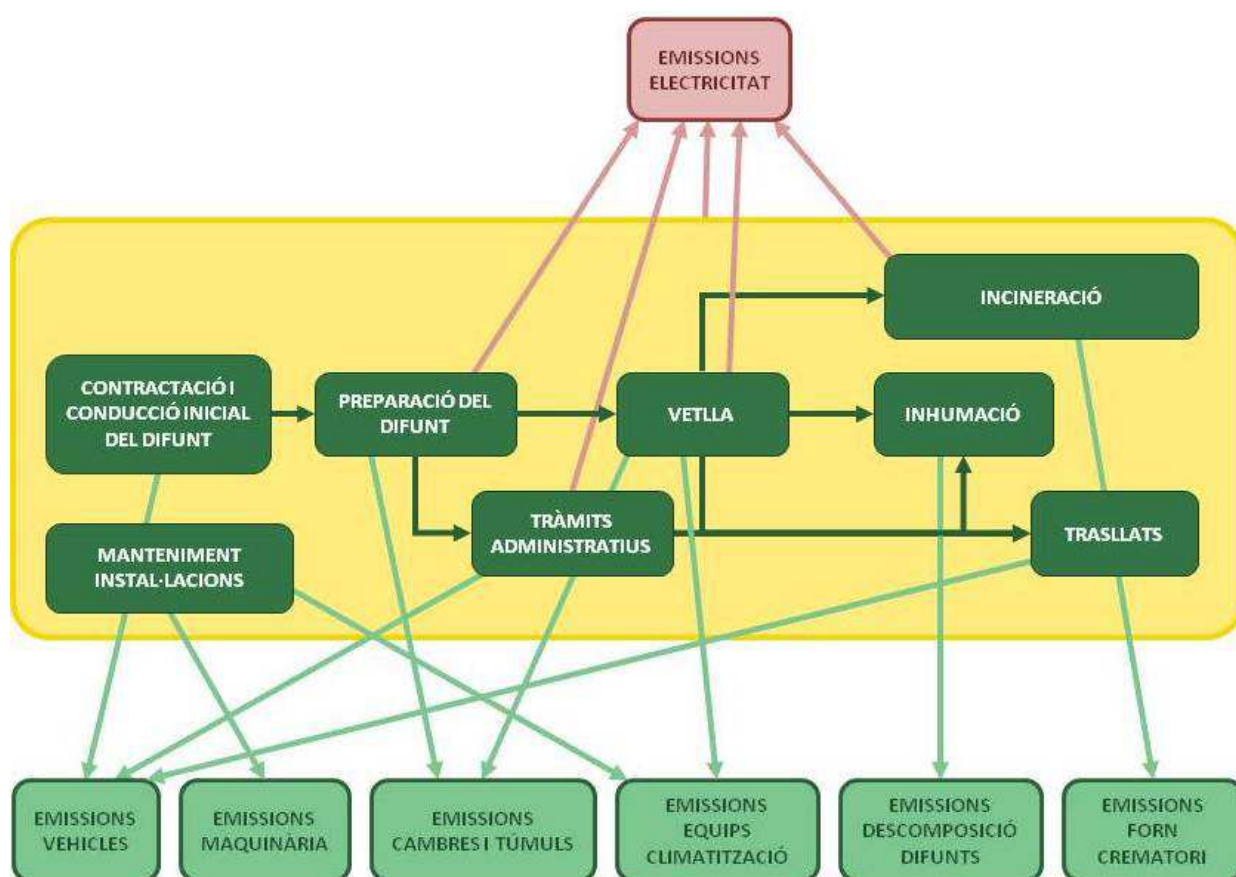 EMISSIONS
ELECTRICITAT
INCINERACIÓ
CONTRACTACIÓ I
CONDUCCIÓ INICIAL
DEL DIFUNT
PREPARACIÓ DEL
DIFUNT
VETLLA
INHUMACIÓ
MANTENIMENT
INSTAL·LACIONS
TRÀMITS
ADMINISTRATIUS
TRASLLATS
EMISSIONS
VEHICLES
EMISSIONS
MAQUINÀRIA
EMISSIONS
CAMBRES I TÚMULS
EMISSIONS
EQUIPS
CLIMATITZACIÓ
EMISSIONS
DESCOMPOSICIÓ
DIFUNTS
EMISSIONS
FORN
CREMATORI